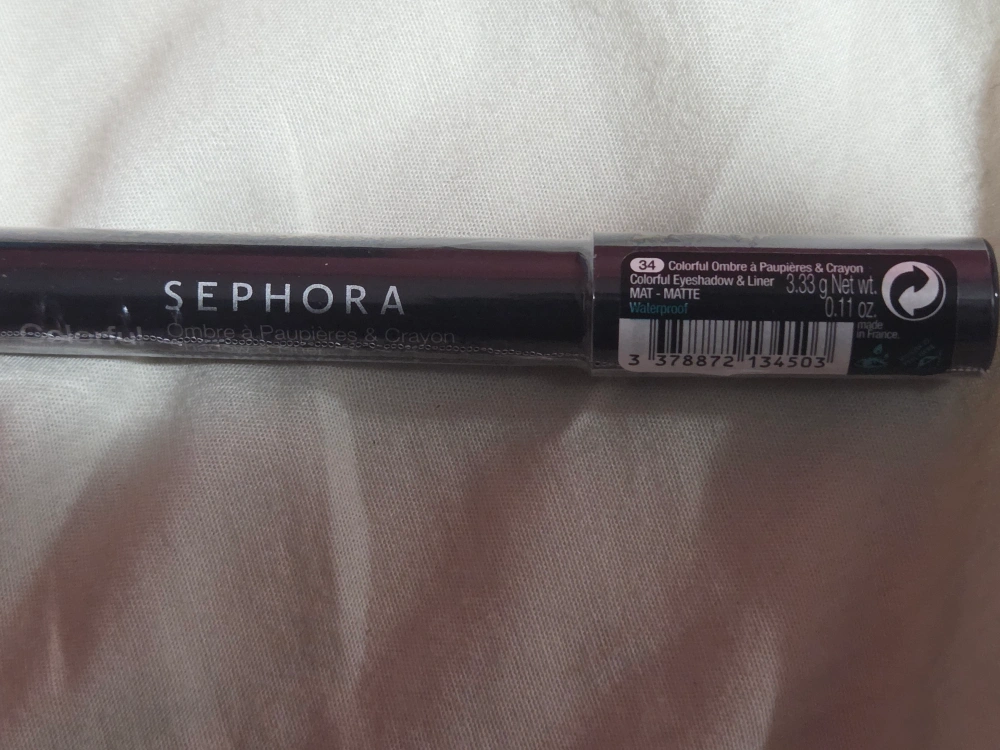 SEPHORA
Colorful Ombre à Paupières & Crayon
34 Colorful Ombre à Paupières & Crayon
Colorful Eyeshadow & Liner
MAT - MATTE
Waterproof
3.33 g Net wt.
0.11 oz.
made
in France.
3 378872 134503